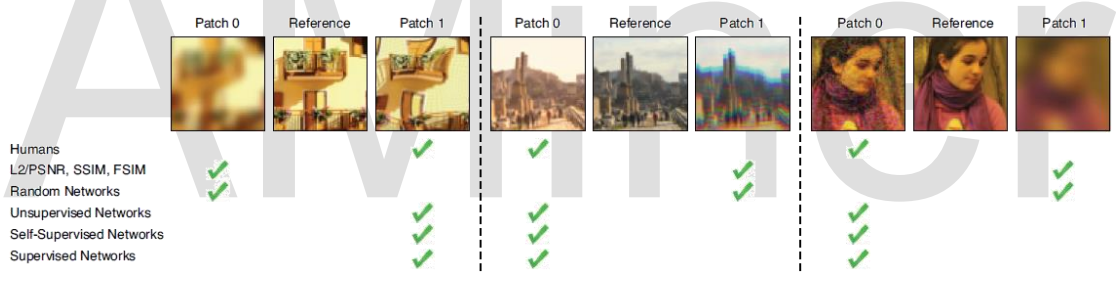 Patch 0 Reference Patch 1 Patch 0 Reference Patch 1 Patch 0 Reference Patch 1
Humans
L2/PSNR, SSIM, FSIM
Random Networks
Unsupervised Networks
Self-Supervised Networks
Supervised Networks
AMiner